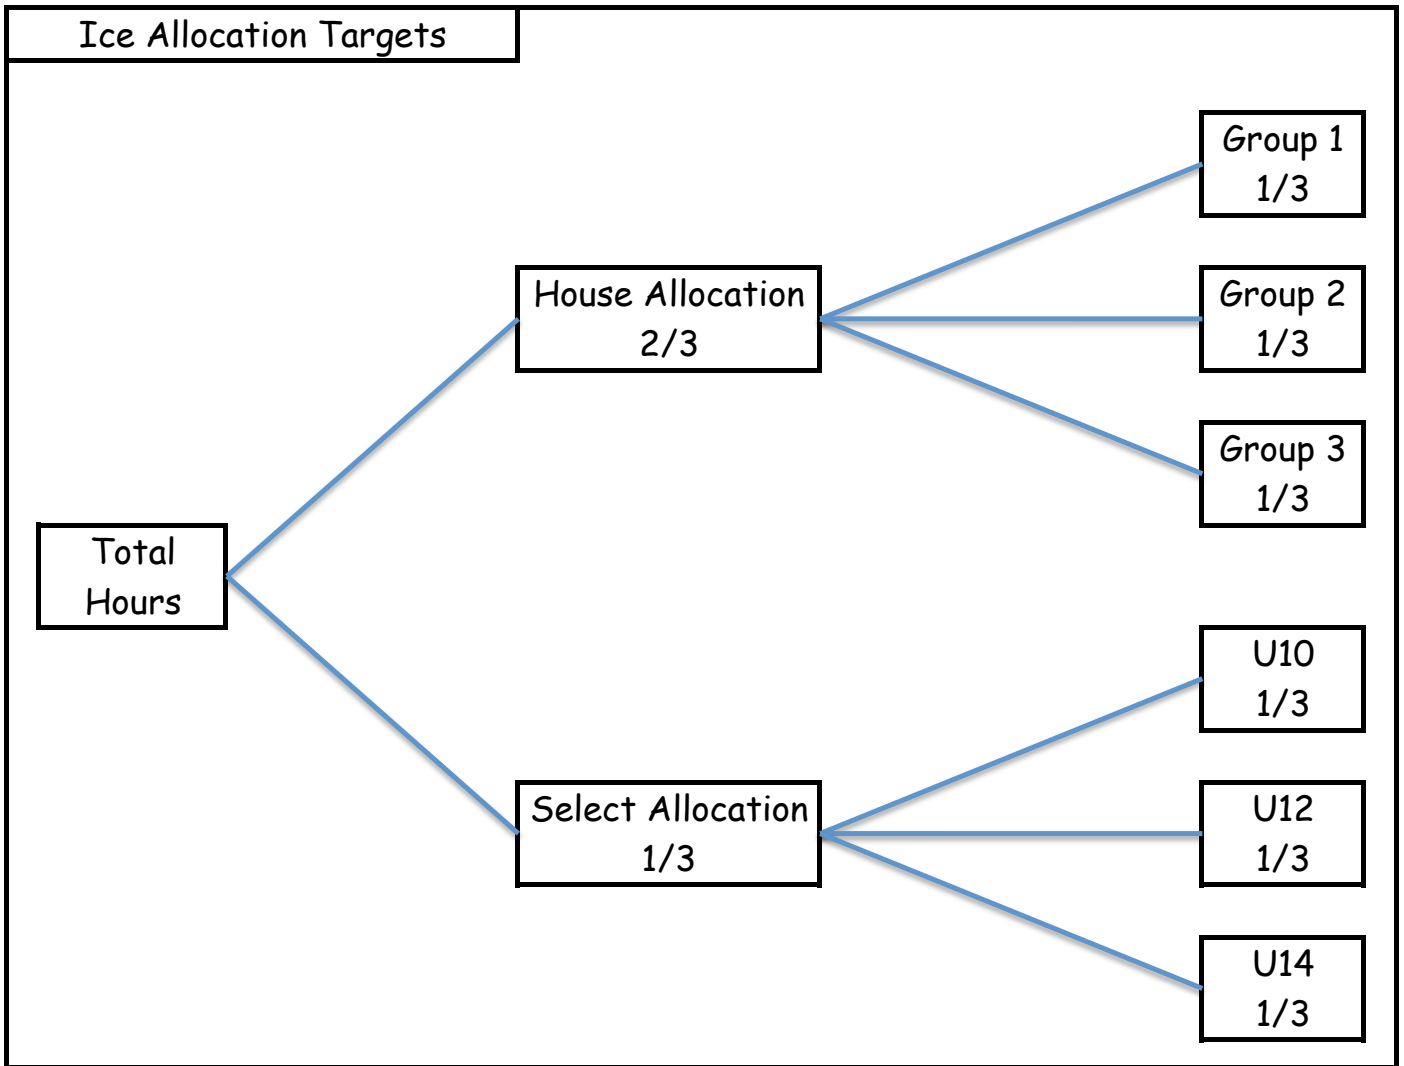 Ice Allocation Targets
Group 1
1/3
House Allocation
2/3
Group 2
1/3
Group 3
1/3
Total
Hours
U10
1/3
Select Allocation
1/3
U12
1/3
U14
1/3